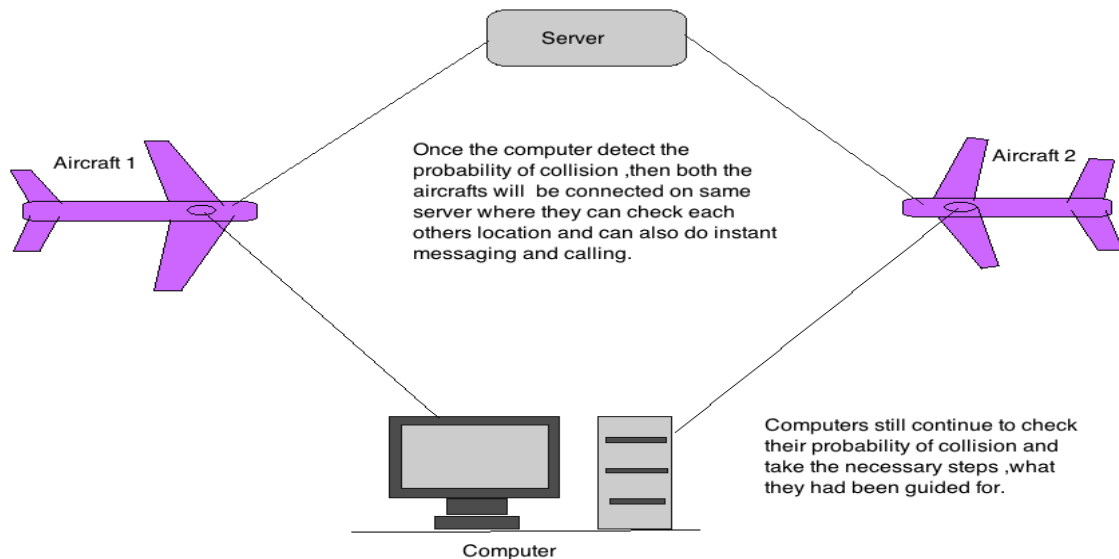 Server
Aircraft 1
Aircraft 2
Once the computer detect the
probability of collision ,then both the
aircrafts will  be connected on same
server where they can check each
others location and can also do instant
messaging and calling.
Computers still continue to check
their probability of collision and
take the necessary steps ,what
they had been guided for.
Computer